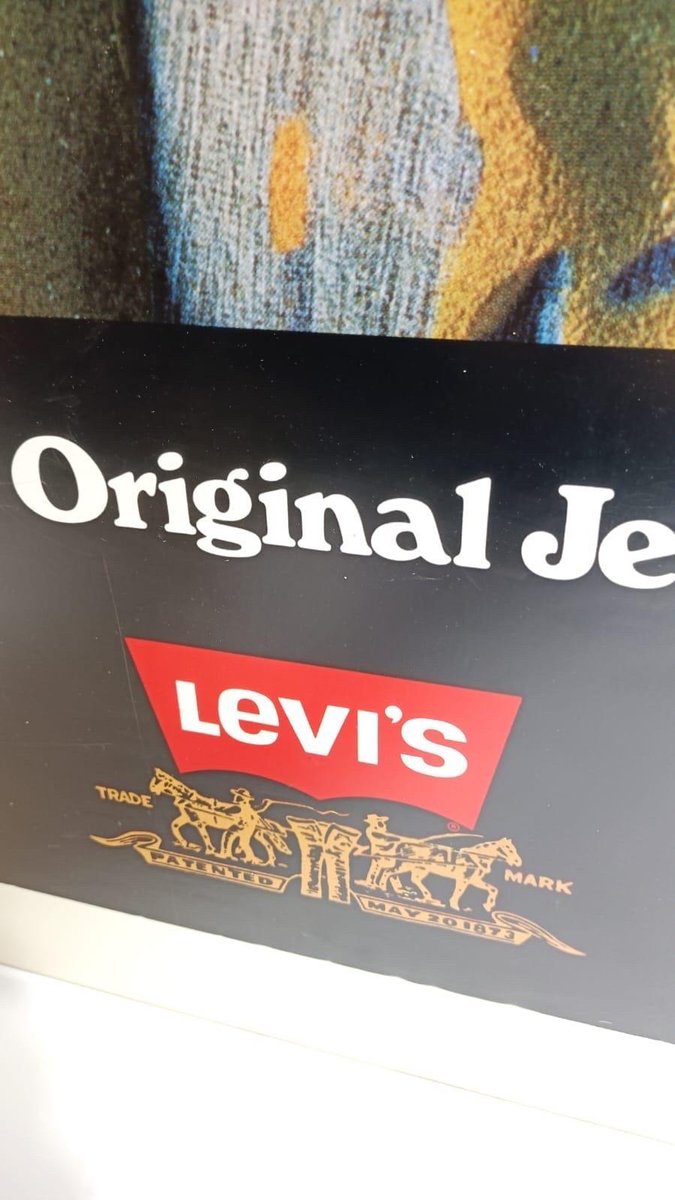 Original Je
LEVI'S
®
TRADE MARK
PATENTED MAY 20 1873